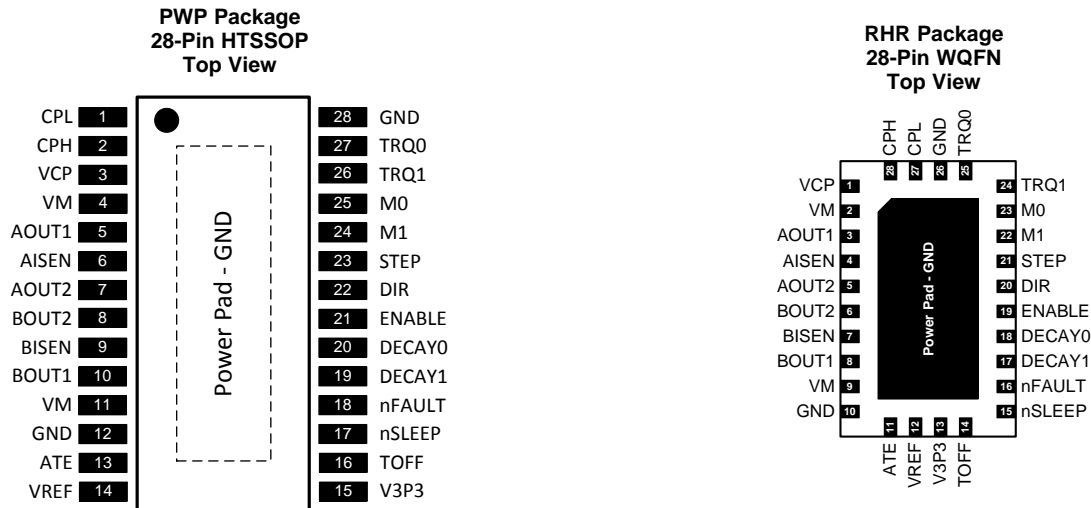 PWP Package
28-Pin HTSSOP
Top View
CPL 1 28 GND
CPH 2 27 TRQ0
VCP 3 26 TRQ1
VM 4 25 M0
AOUT1 5 24 M1
AISEN 6 23 STEP
AOUT2 7 22 DIR
BOUT2 8 21 ENABLE
BISEN 9 20 DECAY0
BOUT1 10 19 DECAY1
VM 11 18 nFAULT
GND 12 17 nSLEEP
ATE 13 16 TOFF
VREF 14 15 V3P3
Power Pad - GND
RHR Package
28-Pin WQFN
Top View
CPH CPL GND TRQ0
28 27 26 25
VCP 1 24 TRQ1
VM 2 23 M0
AOUT1 3 22 M1
AISEN 4 21 STEP
AOUT2 5 20 DIR
BOUT2 6 19 ENABLE
BISEN 7 18 DECAY0
BOUT1 8 17 DECAY1
VM 9 16 nFAULT
GND 10 15 nSLEEP
Power Pad - GND
11 12 13 14
ATE VREF V3P3 TOFF